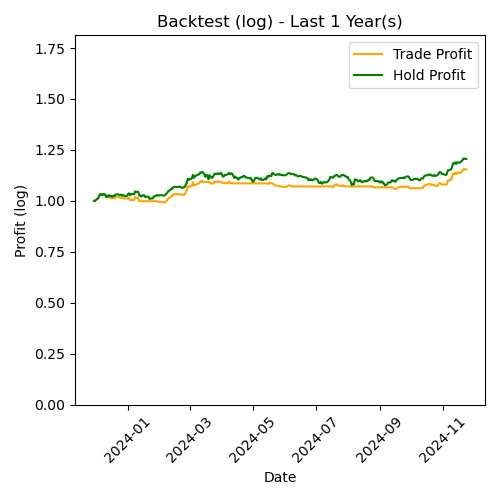 Backtest (log) - Last 1 Year(s)
Trade Profit
Hold Profit
Profit (log)
1.75
1.50
1.25
1.00
0.75
0.50
0.25
0.00
2024-01
2024-03
2024-05
2024-07
2024-09
2024-11
Date